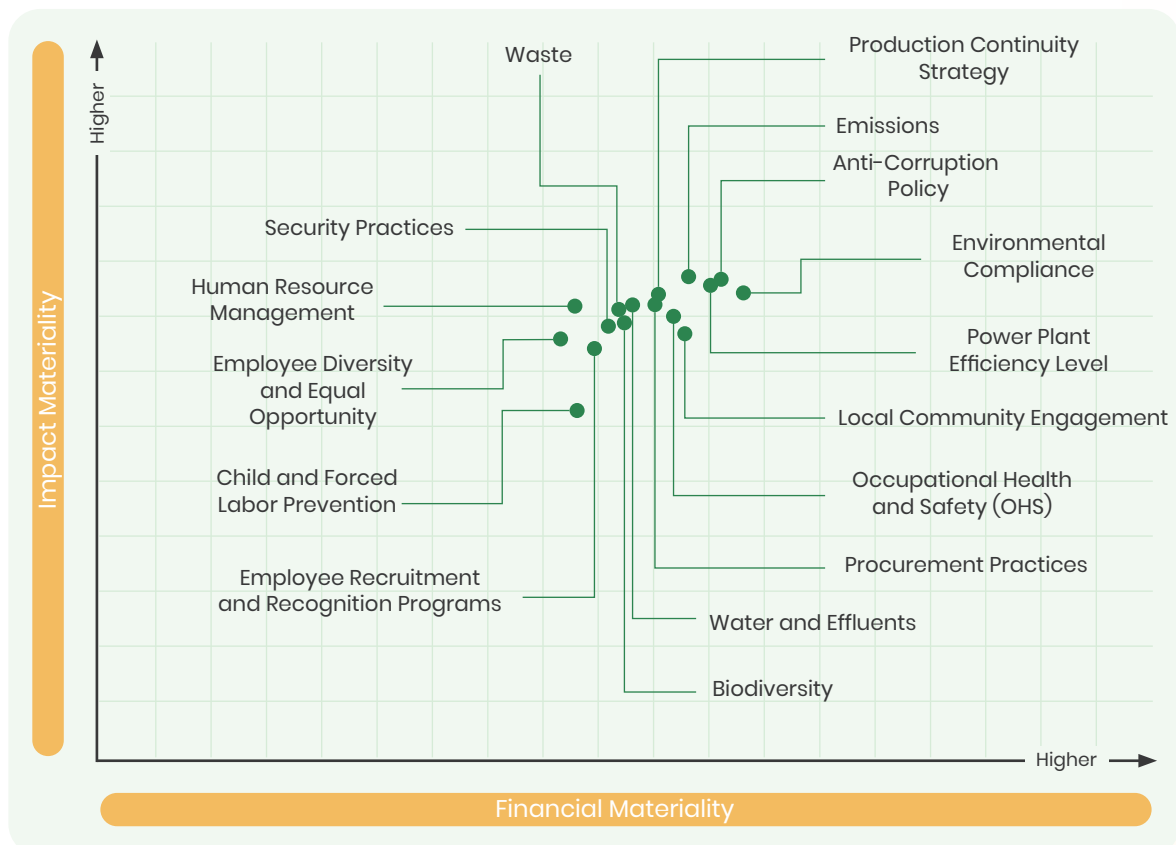 Higher
Impact Materiality
Waste
Production Continuity
Strategy
Emissions
Anti-Corruption
Policy
Security Practices
Environmental
Compliance
Human Resource
Management
Power Plant
Efficiency Level
Employee Diversity
and Equal
Opportunity
Local Community Engagement
Child and Forced
Labor Prevention
Occupational Health
and Safety (OHS)
Procurement Practices
Employee Recruitment
and Recognition Programs
Water and Effluents
Biodiversity
Higher
Financial Materiality